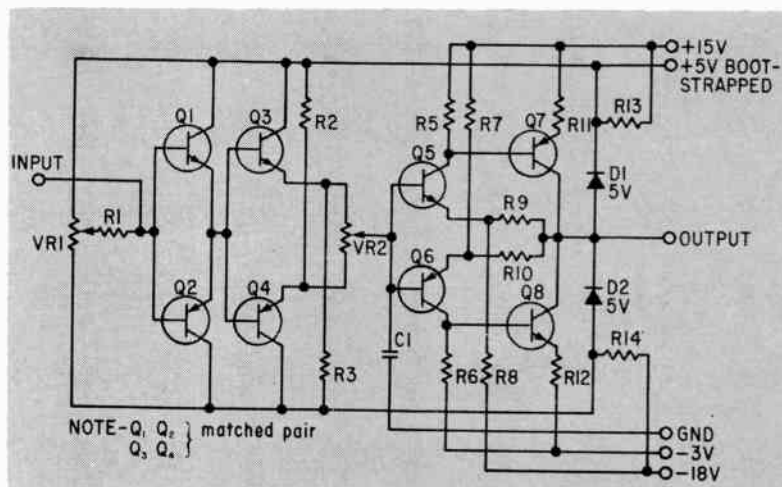 +15V
+5V BOOT-
STRAPPED
Q1
Q3
R2
R5
R7
Q7
R11
R13
INPUT
Q5
D1
5V
R1
VR1
VR2
R9
OUTPUT
Q6
R10
Q2
Q4
Q8
D2
5V
C1
R14
R3
R6
R8
R12
NOTE-Q1 Q2 } matched pair
Q3 Q4
GND
-3V
-18V